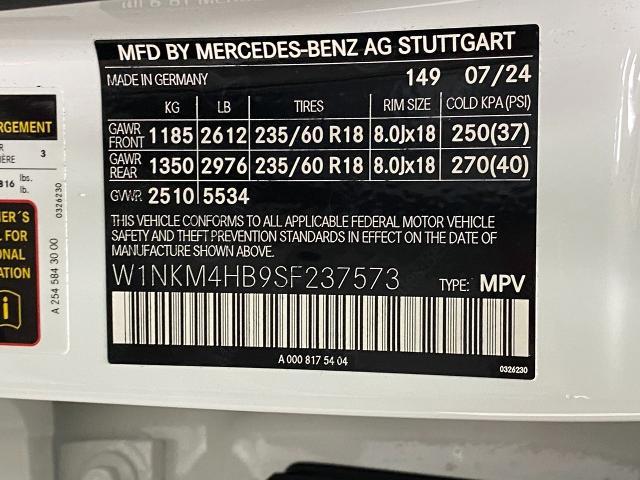 MFD BY MERCEDES-BENZ AG STUTTGART
MADE IN GERMANY 149 07/24
KG LB TIRES RIM SIZE COLD KPA (PSI)
GAWR FRONT 1185 2612 235/60 R18 8.0Jx18 250(37)
GAWR REAR 1350 2976 235/60 R18 8.0Jx18 270(40)
GVWR 2510 5534
THIS VEHICLE CONFORMS TO ALL APPLICABLE FEDERAL MOTOR VEHICLE
SAFETY AND THEFT PREVENTION STANDARDS IN EFFECT ON THE DATE OF
MANUFACTURE SHOWN ABOVE.
W1NKM4HB9SF237573 TYPE: MPV
A 000 817 54 04
0326230
RGEMENT
3
816 lbs.
lb.
0326230
A 254 584 30 00
i